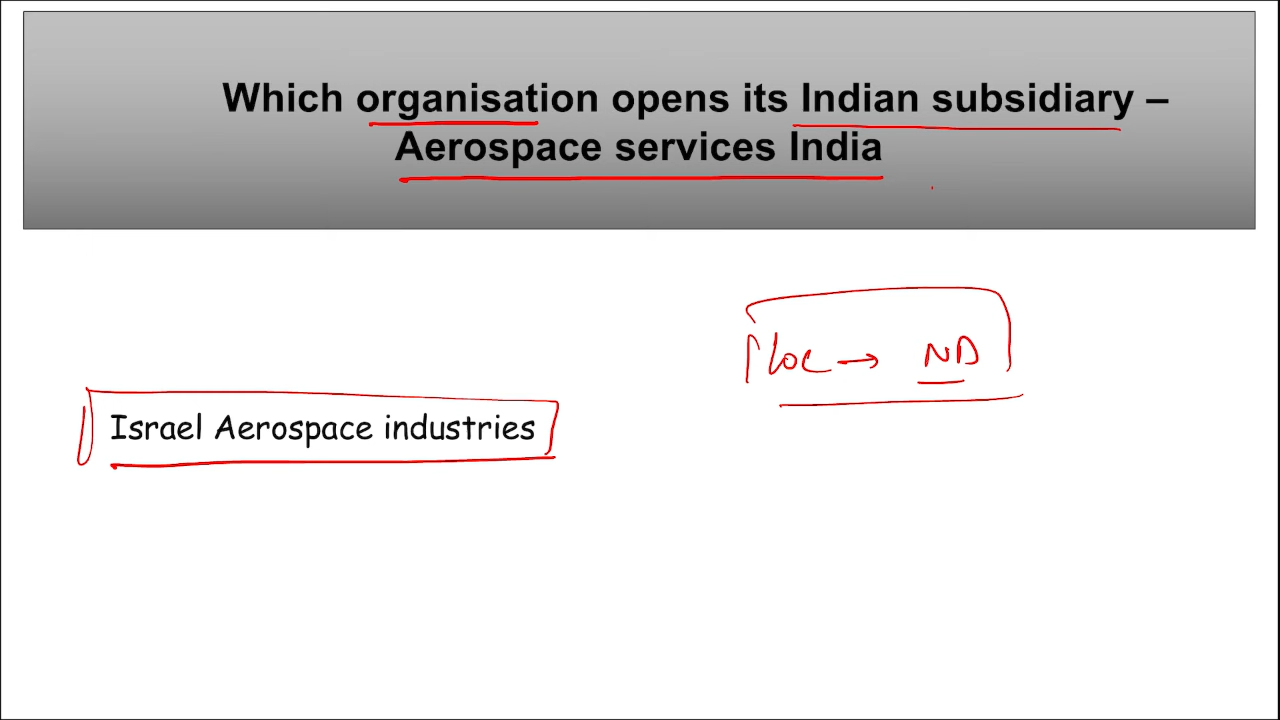 Which organisation opens its Indian subsidiary –
Aerospace services India
loc → ND
Israel Aerospace industries